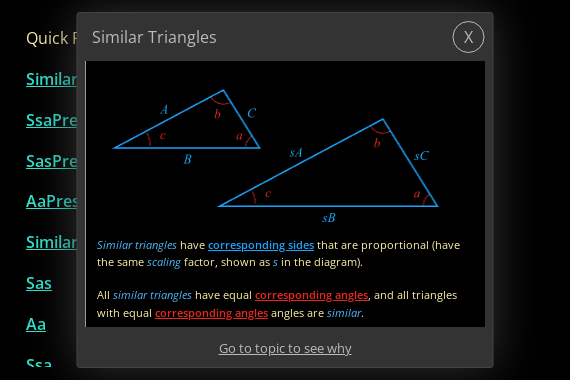 Similar Triangles
X
Quick
Similar
SsaPre
SasPre
AaPres
Similar
Sas
Aa
Ssa
A
C
b
c
a
B
sA
sC
b
c
a
sB
Similar triangles have corresponding sides that are proportional (have
the same scaling factor, shown as s in the diagram).
All similar triangles have equal corresponding angles, and all triangles
with equal corresponding angles angles are similar.
Go to topic to see why